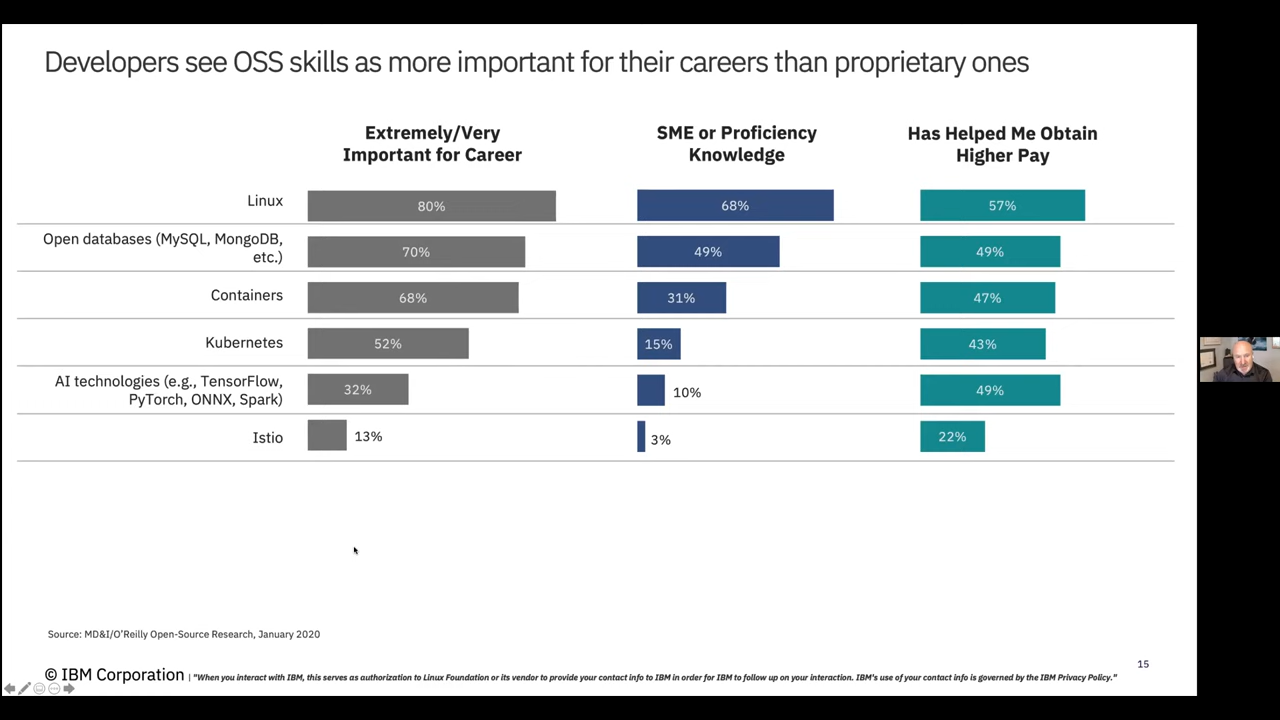 Developers see OSS skills as more important for their careers than proprietary ones
Extremely/Very
Important for Career
SME or Proficiency
Knowledge
Has Helped Me Obtain
Higher Pay
Linux
80%
68%
57%
Open databases (MySQL, MongoDB,
etc.)
70%
49%
49%
Containers
68%
31%
47%
Kubernetes
52%
15%
43%
AI technologies (e.g., TensorFlow,
PyTorch, ONNX, Spark)
32%
10%
49%
Istio
13%
3%
22%
Source: MD&I/O'Reilly Open-Source Research, January 2020
15
© IBM Corporation | "When you interact with IBM, this serves as authorization to Linux Foundation or its vendor to provide your contact info to IBM in order for IBM to follow up on your interaction. IBM's use of your contact info is governed by the IBM Privacy Policy."